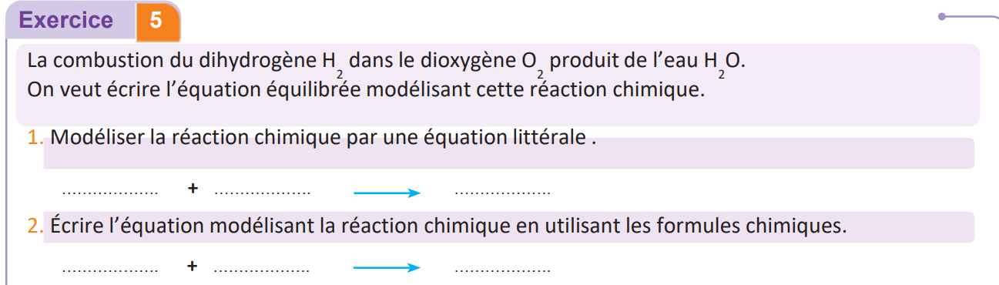 Exercice 5
La combustion du dihydrogène H2 dans le dioxygène O2 produit de l’eau H2O.
On veut écrire l’équation équilibrée modélisant cette réaction chimique.
1. Modéliser la réaction chimique par une équation littérale .
................... + ................... ⟶ ...................
2. Écrire l’équation modélisant la réaction chimique en utilisant les formules chimiques.
................... + ................... ⟶ ...................